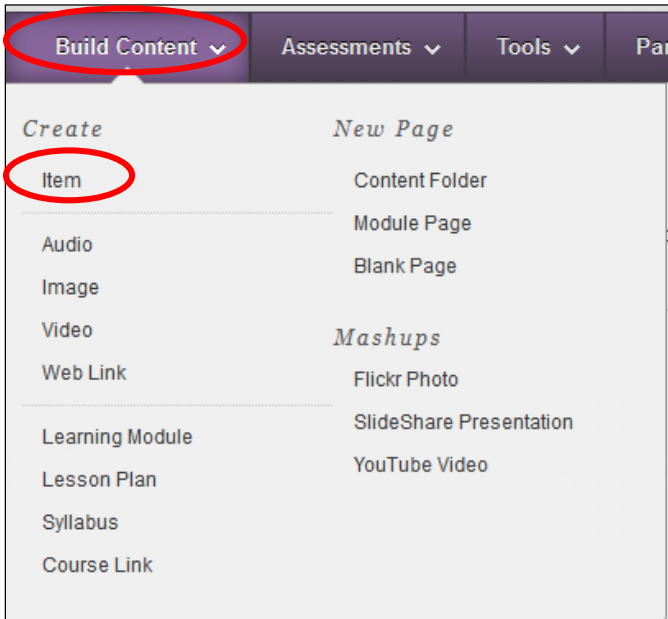 Build Content Assessments Tools
Create
Item
Audio
Image
Video
Web Link
Learning Module
Lesson Plan
Syllabus
Course Link
New Page
Content Folder
Module Page
Blank Page
Mashups
Flickr Photo
SlideShare Presentation
YouTube Video